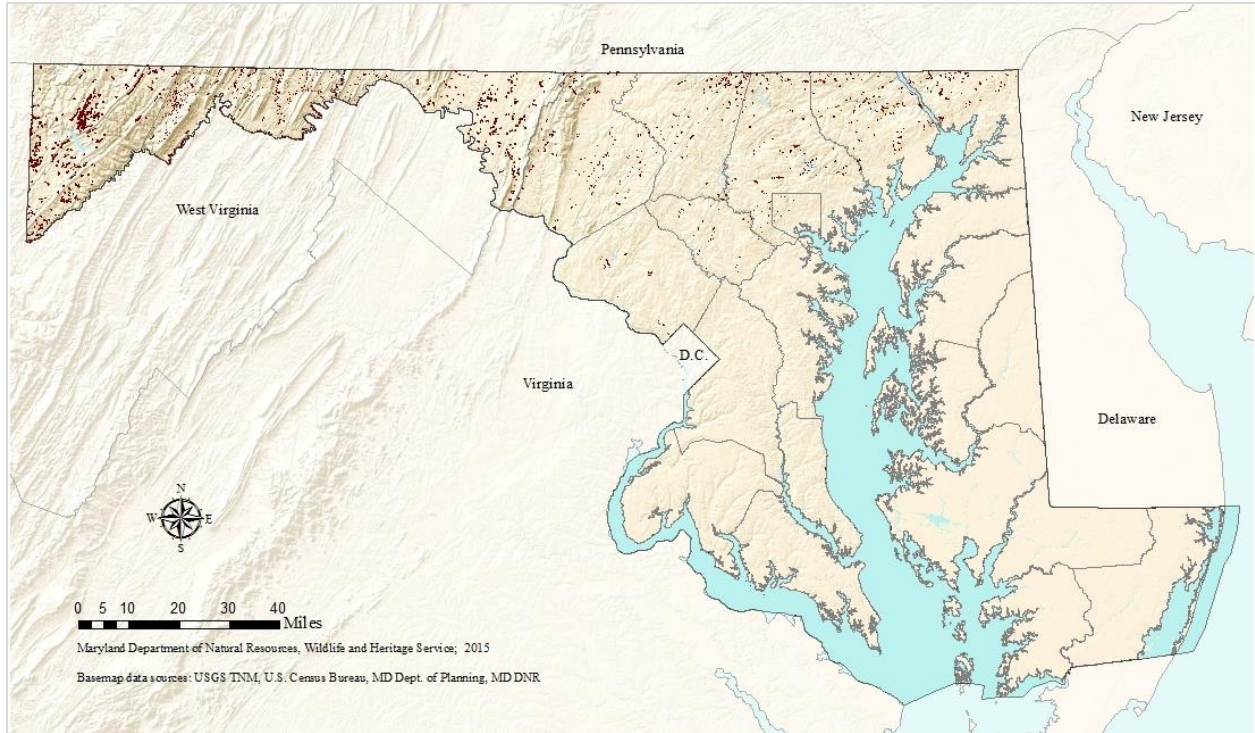 Pennsylvania
New Jersey
West Virginia
D.C.
Virginia
Delaware
N
W E
S
0 5 10 20 30 40
Miles
Maryland Department of Natural Resources, Wildlife and Heritage Service; 2015
Basemap data sources: USGS TNM, U.S. Census Bureau, MD Dept. of Planning, MD DNR